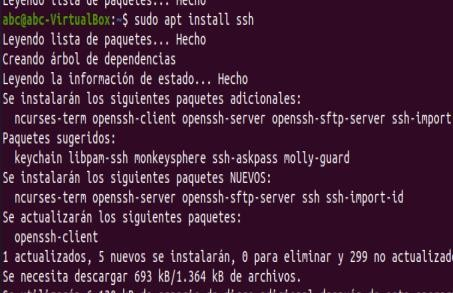 Leyendo lista de paquetes... Hecho
abc@abc-VirtualBox:~$ sudo apt install ssh
Leyendo lista de paquetes... Hecho
Creando árbol de dependencias
Leyendo la información de estado... Hecho
Se instalarán los siguientes paquetes adicionales:
ncurses-term openssh-client openssh-server openssh-sftp-server ssh-import
Paquetes sugeridos:
keychain libpam-ssh monkeysphere ssh-askpass molly-guard
Se instalarán los siguientes paquetes NUEVOS:
ncurses-term openssh-server openssh-sftp-server ssh ssh-import-id
Se actualizarán los siguientes paquetes:
openssh-client
1 actualizados, 5 nuevos se instalarán, 0 para eliminar y 299 no actualizad
Se necesita descargar 693 kB/1.364 kB de archivos.